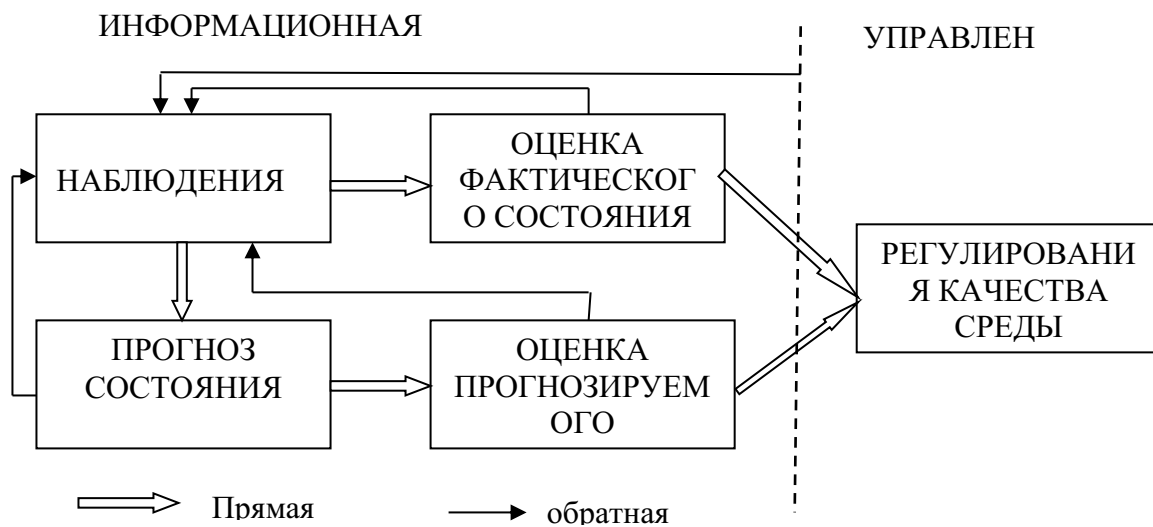 ИНФОРМАЦИОННАЯ
УПРАВЛЕН
НАБЛЮДЕНИЯ
ОЦЕНКА
ФАКТИЧЕСКОГ
О СОСТОЯНИЯ
РЕГУЛИРОВАНИ
Я КАЧЕСТВА
СРЕДЫ
ПРОГНОЗ
СОСТОЯНИЯ
ОЦЕНКА
ПРОГНОЗИРУЕМ
ОГО
Прямая
обратная